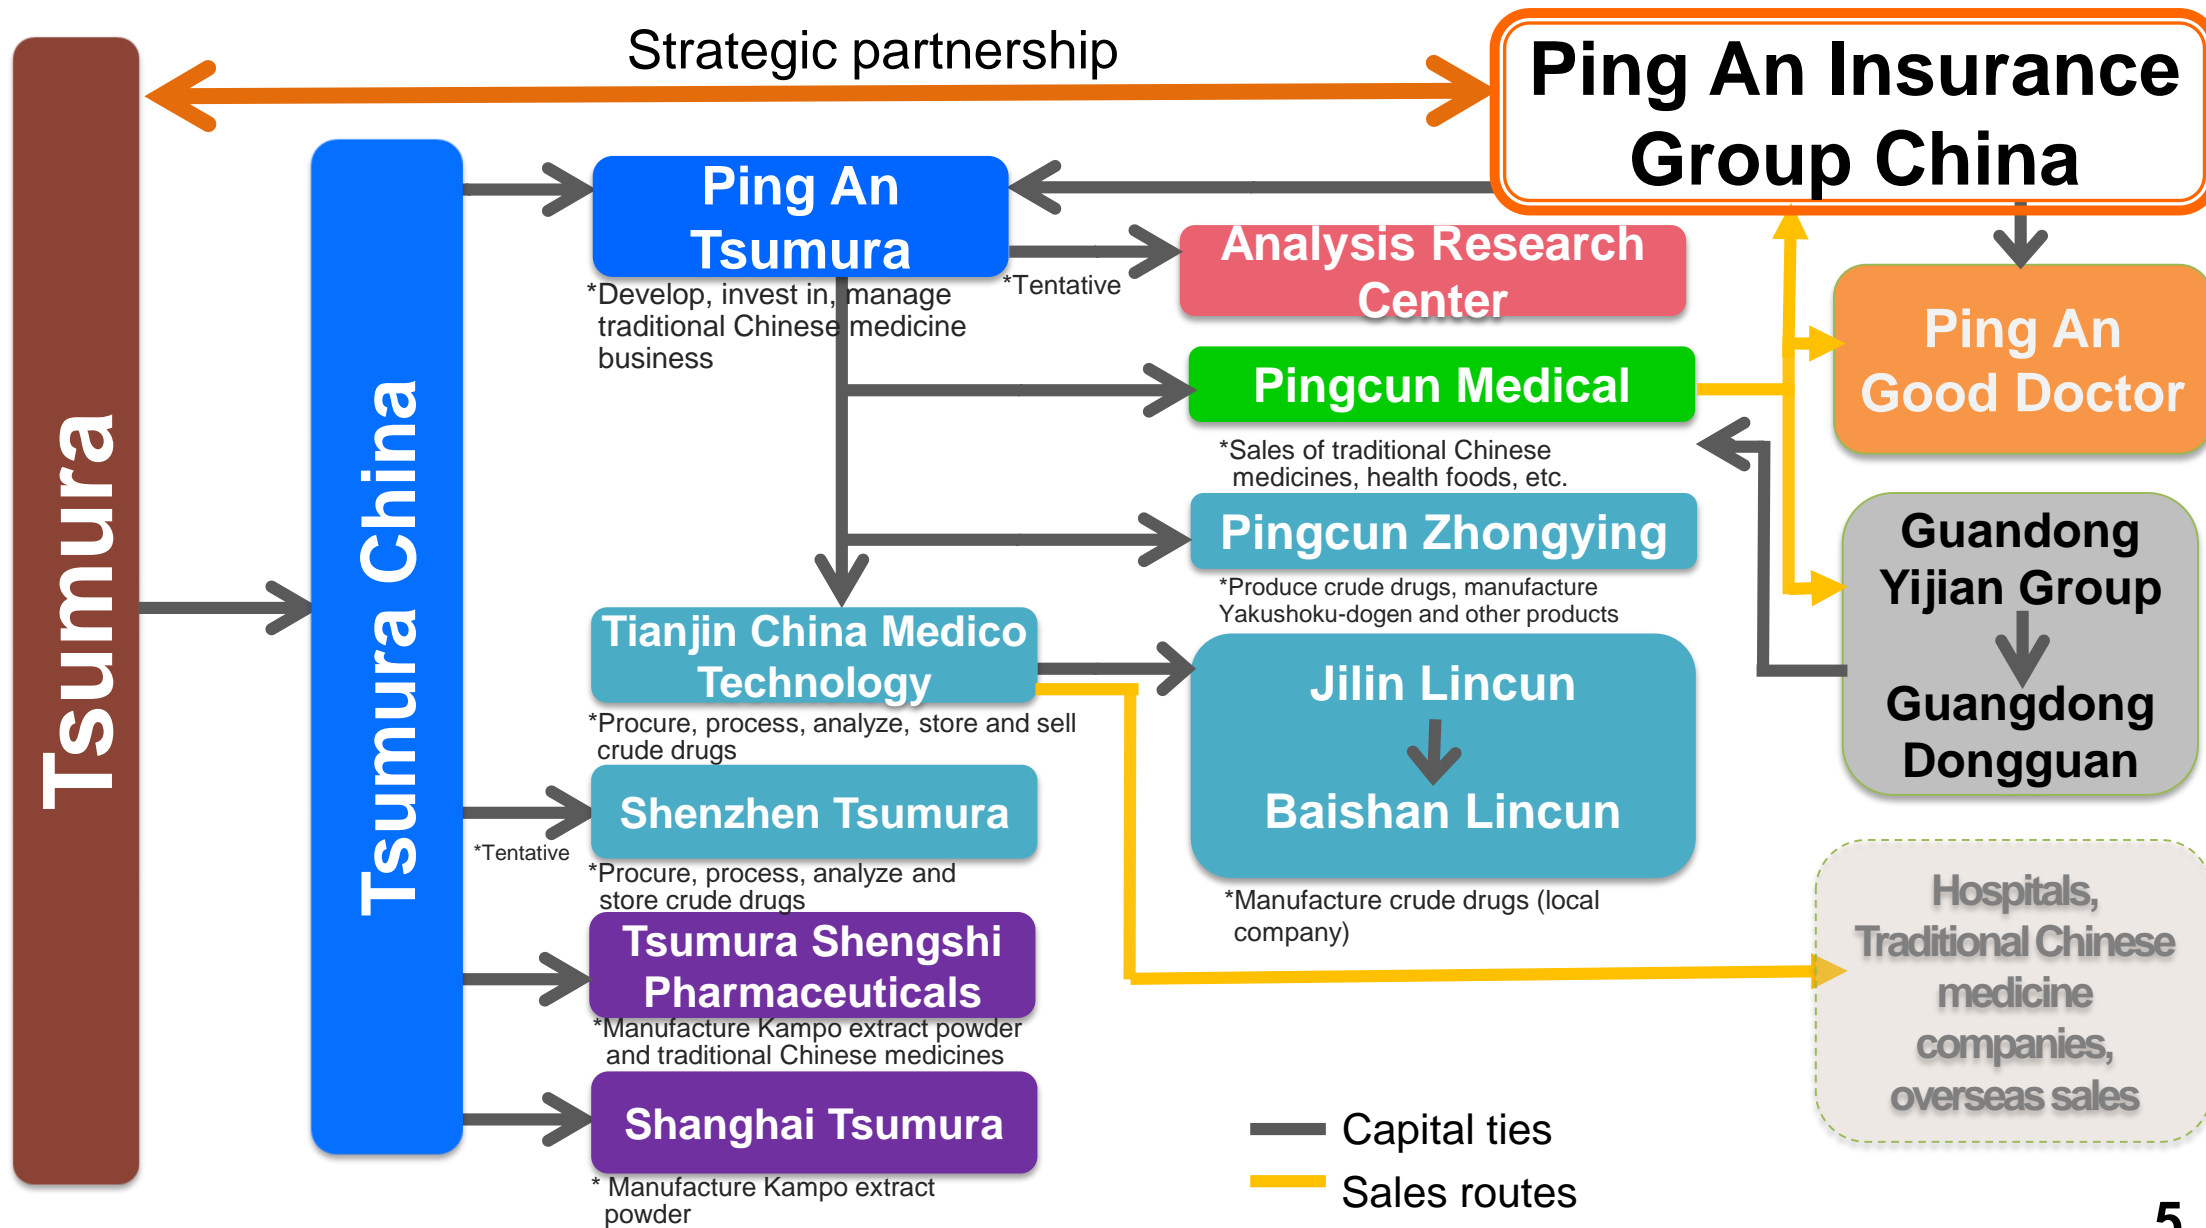 Strategic partnership
Ping An Insurance
Group China
Tsumura
Tsumura China
Ping An
Tsumura
*Develop, invest in, manage
traditional Chinese medicine
business
*Tentative
Analysis Research
Center
Ping An
Good Doctor
Pingcun Medical
*Sales of traditional Chinese
medicines, health foods, etc.
Pingcun Zhongying
*Produce crude drugs, manufacture
Yakushoku-dogen and other products
Guandong
Yijian Group
Guangdong
Dongguan
Tianjin China Medico
Technology
*Procure, process, analyze, store and sell
crude drugs
Jilin Lincun
Baishan Lincun
*Manufacture crude drugs (local
company)
Shenzhen Tsumura
*Tentative
*Procure, process, analyze and
store crude drugs
Tsumura Shengshi
Pharmaceuticals
*Manufacture Kampo extract powder
and traditional Chinese medicines
Shanghai Tsumura
* Manufacture Kampo extract
powder
Hospitals,
Traditional Chinese
medicine
companies,
overseas sales
Capital ties
Sales routes
5